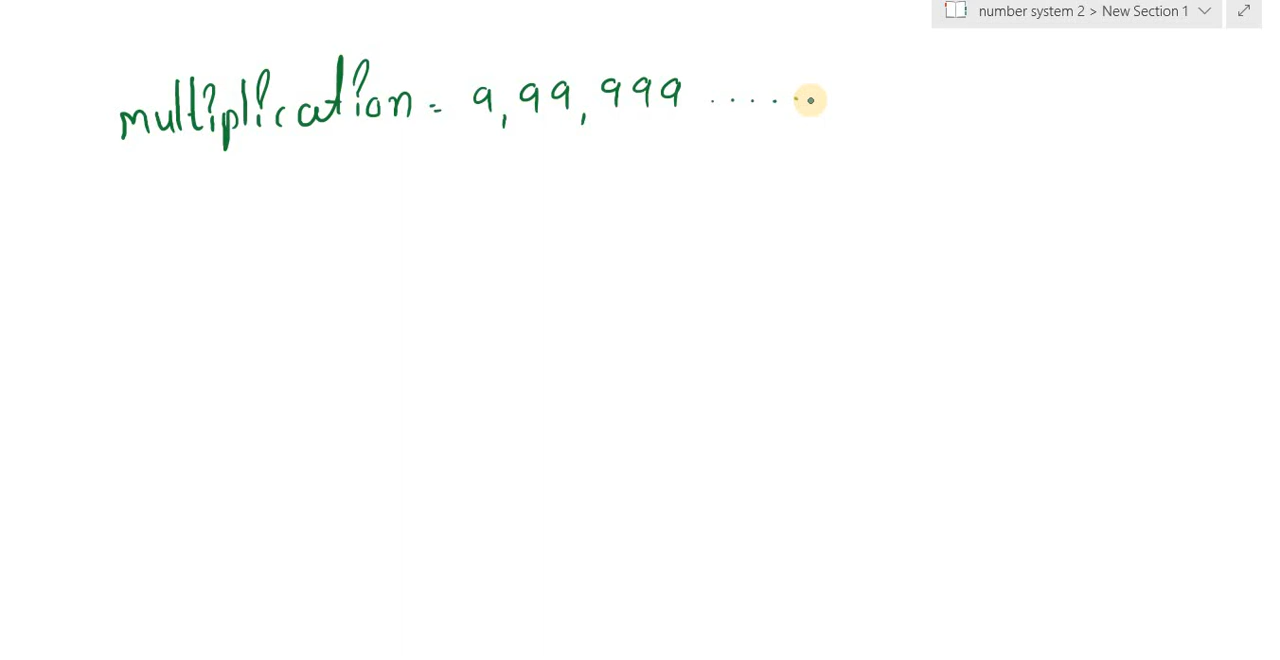 number system 2 > New Section 1
multiplication = 9, 99, 999 ......